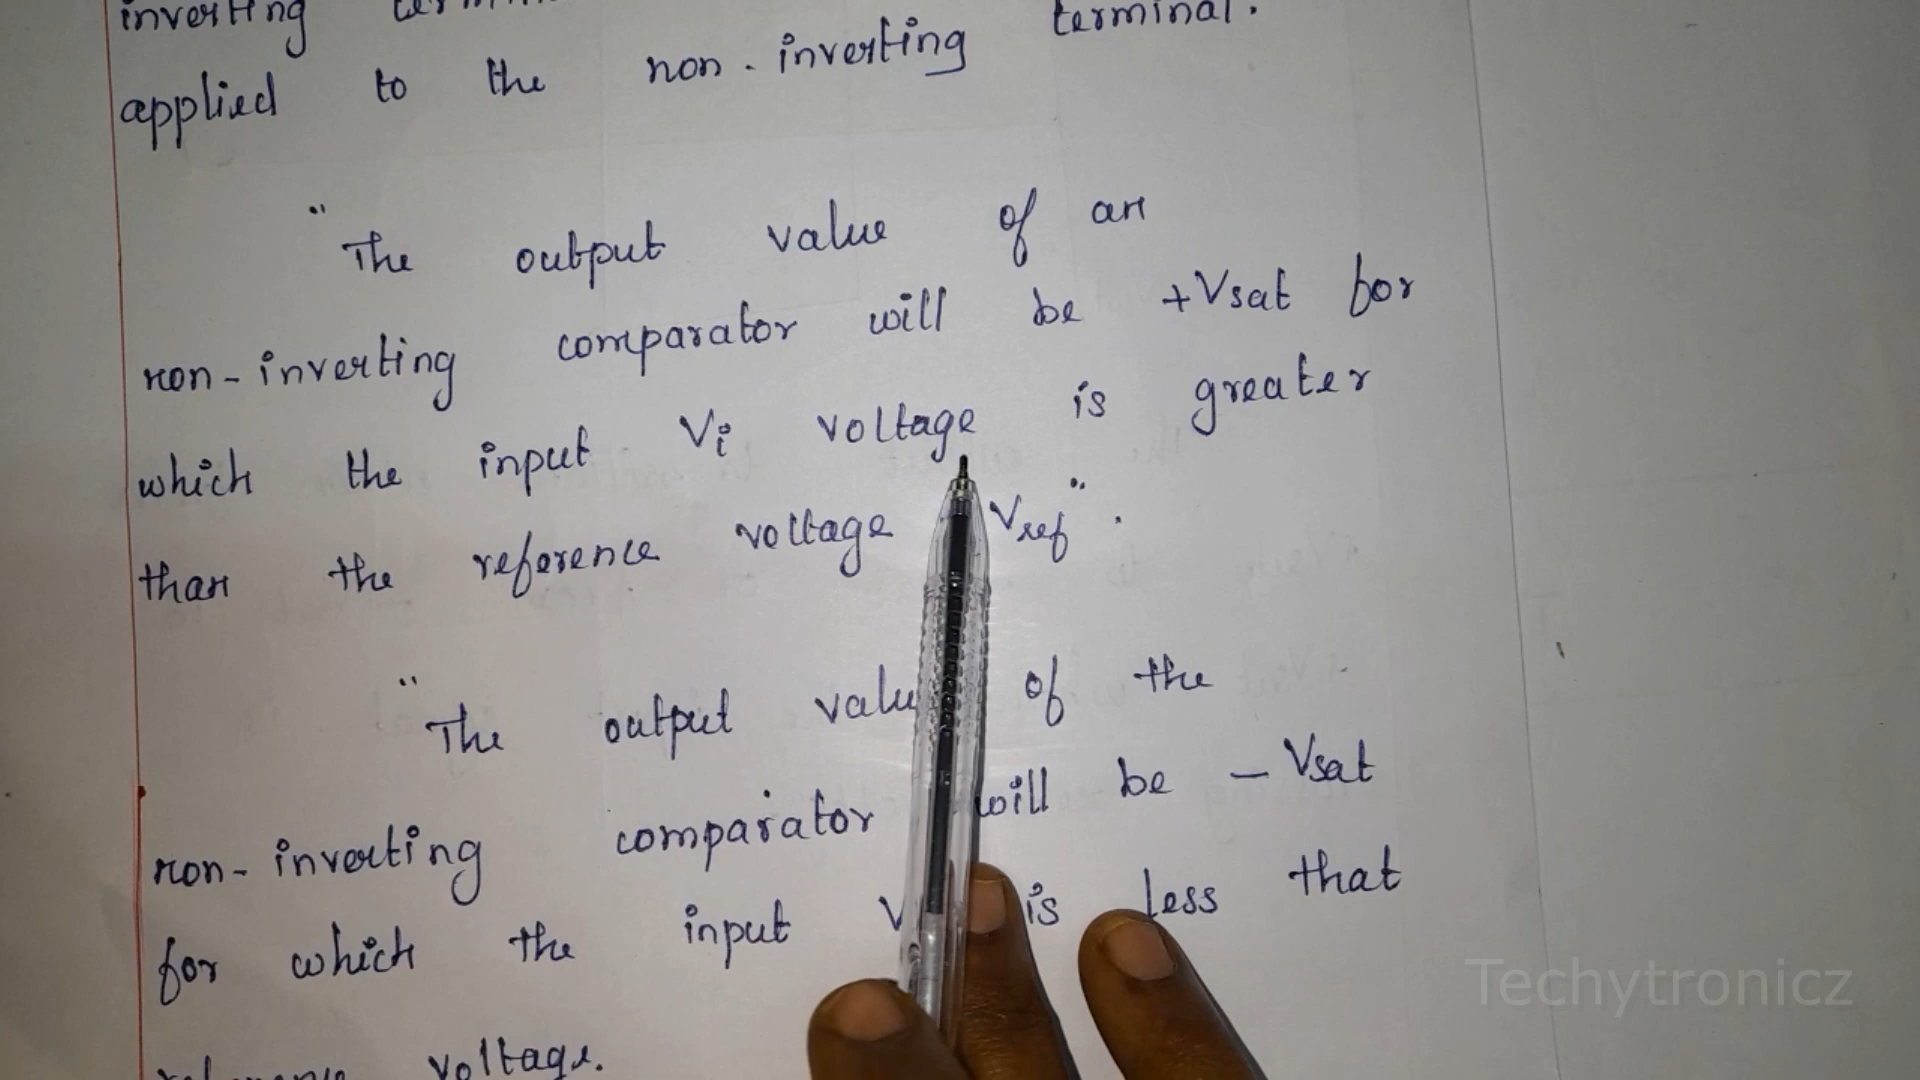 inverting
applied to the non-inverting terminal.
"The output value of an
non-inverting comparator will be +Vsat for
which the input Vi voltage is greater
than the reference voltage Vref".
"The output value of the
non-inverting comparator will be - Vsat
for which the input V is less that
voltage.
Techytronicz